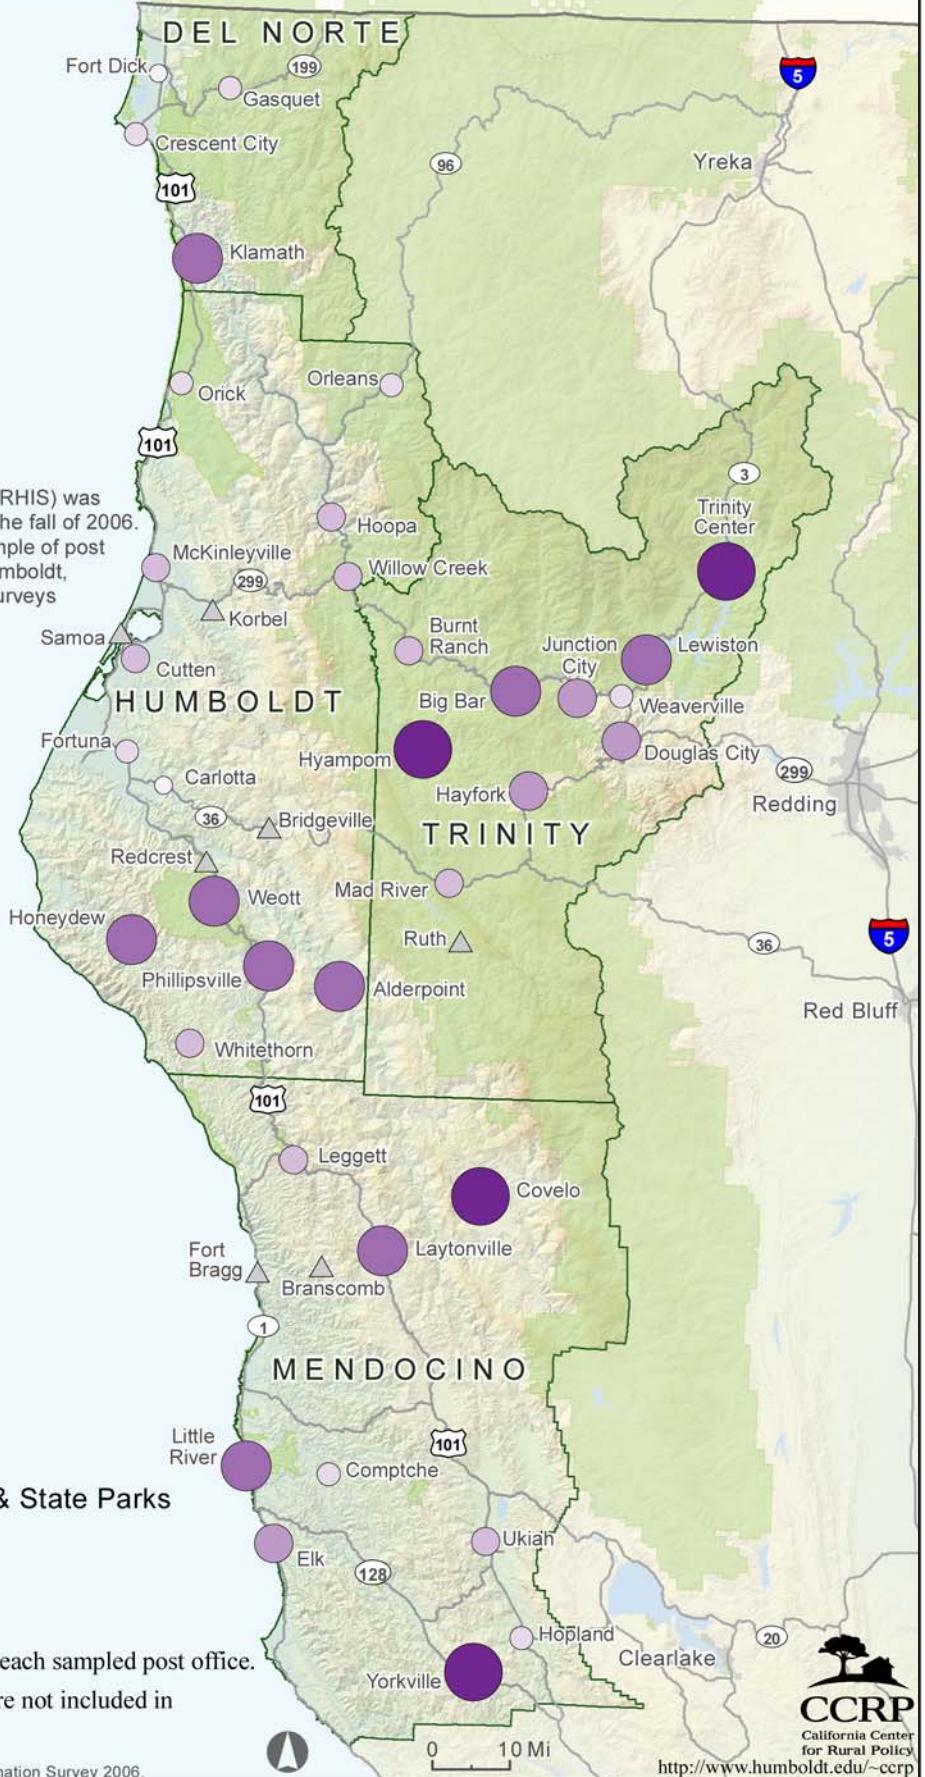 DEL NORTE
Fort Dick
199
Gasquet
5
Crescent City
96
Yreka
101
Klamath
Orleans
Orick
101
3
RHIS) was
Trinity
Center
he fall of 2006.
Hoopa
nple of post
McKinleyville
mboldt,
Willow Creek
299
urveys
Korbel
Burnt
Ranch
Samoa
Junction
City
Lewiston
Cutten
HUMBOLDT
Big Bar
Weaverville
Fortuna
Hyampom
Douglas City
Carlotta
299
Hayfork
Redding
36
Bridgeville
TRINITY
Redcrest
Mad River
Weott
Honeydew
Ruth
5
36
Phillipsville
Alderpoint
Red Bluff
Whitethorn
101
Leggett
Covelo
Laytonville
Fort
Bragg
Branscomb
1
MENDOCINO
Little
River
101
Comptche
& State Parks
Ukiah
Elk
128
Hopland
20
Clearlake
each sampled post office.
Yorkville
re not included in
CCRP
California Center
for Rural Policy
0 10 Mi
http://www.humboldt.edu/~ccrp
nation Survey 2006.